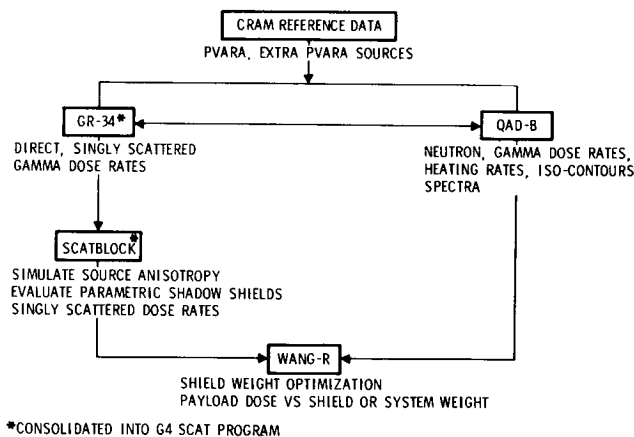 CRAM REFERENCE DATA
PVARA, EXTRA PVARA SOURCES
GR-34*
DIRECT, SINGLY SCATTERED
GAMMA DOSE RATES
QAD-B
NEUTRON, GAMMA DOSE RATES,
HEATING RATES, ISO-CONTOURS
SPECTRA
SCATBLOCK*
SIMULATE SOURCE ANISOTROPY
EVALUATE PARAMETRIC SHADOW SHIELDS
SINGLY SCATTERED DOSE RATES
WANG-R
SHIELD WEIGHT OPTIMIZATION
PAYLOAD DOSE VS SHIELD OR SYSTEM WEIGHT
*CONSOLIDATED INTO G4 SCAT PROGRAM